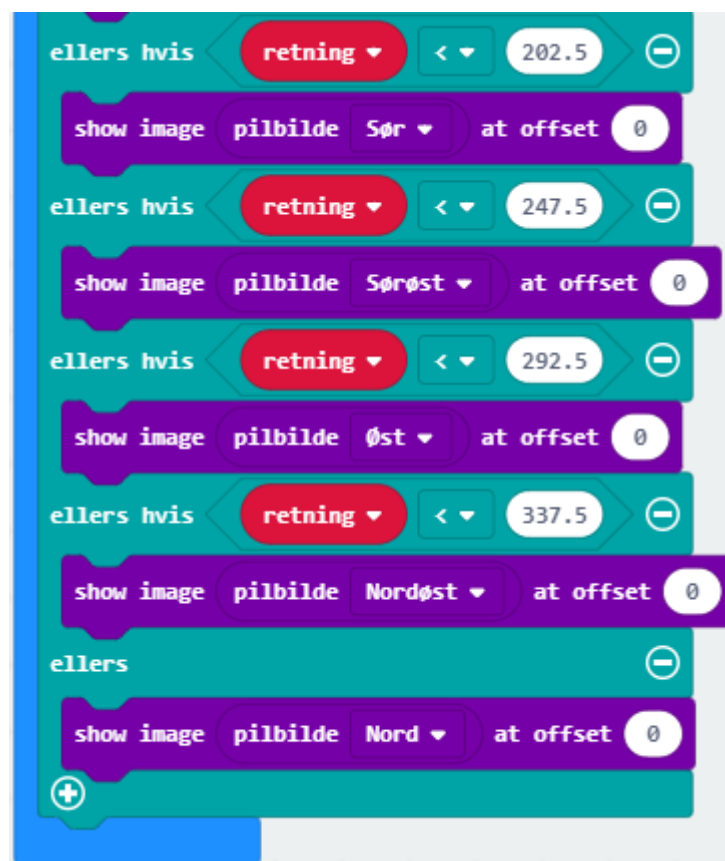 ellers hvis retning < 202.5
show image pilbilde Sør at offset 0
ellers hvis retning < 247.5
show image pilbilde Sørøst at offset 0
ellers hvis retning < 292.5
show image pilbilde Øst at offset 0
ellers hvis retning < 337.5
show image pilbilde Nordøst at offset 0
ellers
show image pilbilde Nord at offset 0